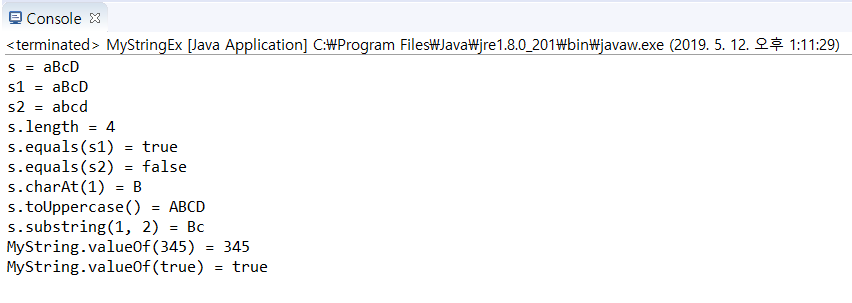 Console
<terminated> MyStringEx [Java Application] C:₩Program Files₩Java₩jre1.8.0_201₩bin₩javaw.exe (2019. 5. 12. 오후 1:11:29)
s = aBcD
s1 = aBcD
s2 = abcd
s.length = 4
s.equals(s1) = true
s.equals(s2) = false
s.charAt(1) = B
s.toUppercase() = ABCD
s.substring(1, 2) = Bc
MyString.valueOf(345) = 345
MyString.valueOf(true) = true